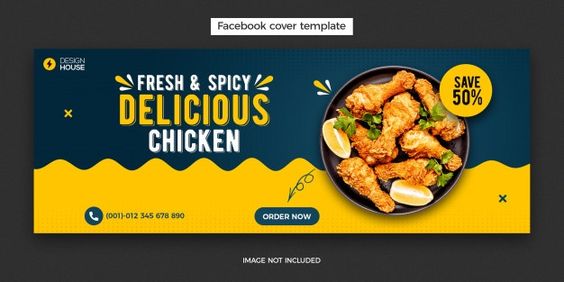 Facebook cover template
DESIGN
HOUSE
FRESH & SPICY
DELICIOUS
CHICKEN
SAVE
50%
(001)-012 345 678 890
ORDER NOW
IMAGE NOT INCLUDED